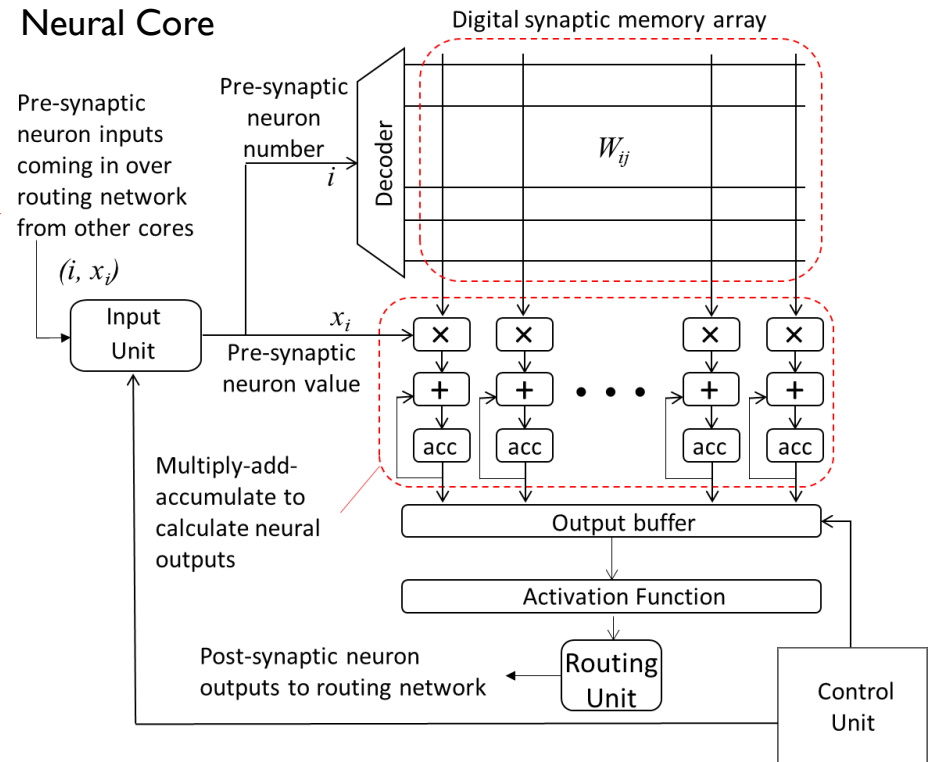 Neural Core
Digital synaptic memory array
Pre-synaptic
neuron inputs
coming in over
routing network
from other cores
(i, xi)
Pre-synaptic
neuron
number
i
Decoder
Wij
Input
Unit
xi
Pre-synaptic
neuron value
× × × ×
+ + • • • + +
acc acc acc acc
Multiply-add-
accumulate to
calculate neural
outputs
Output buffer
Activation Function
Routing
Unit
Post-synaptic neuron
outputs to routing network
Control
Unit